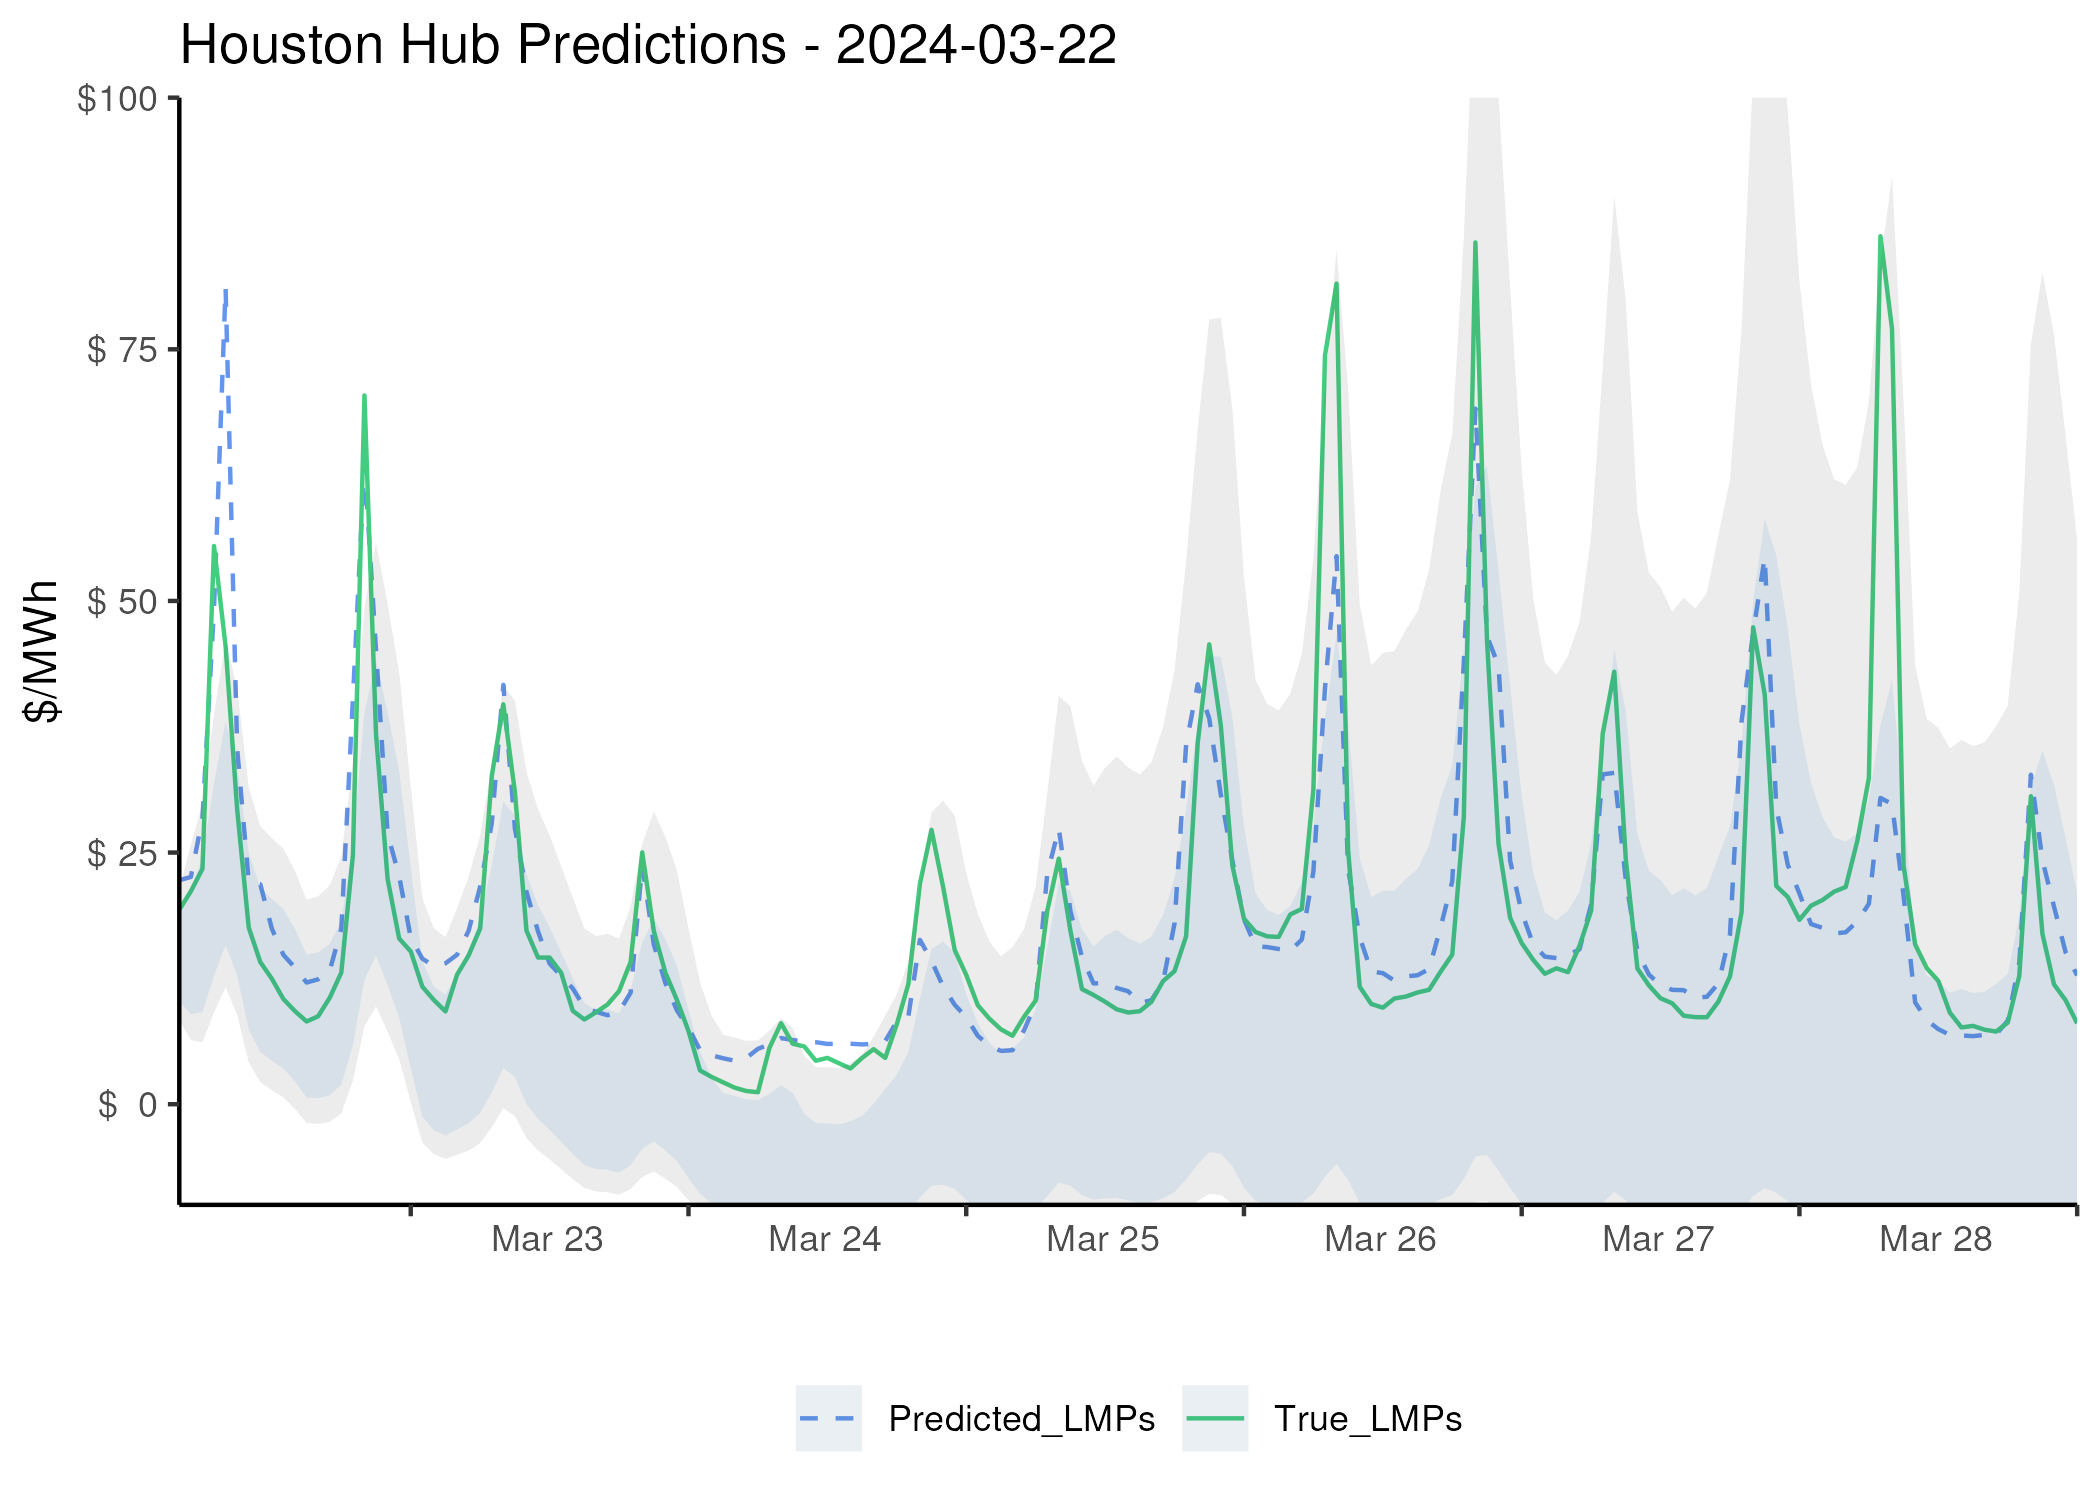 Houston Hub Predictions - 2024-03-22
$100
$ 75
$ 50
$ 25
$ 0
$/MWh
Mar 23 Mar 24 Mar 25 Mar 26 Mar 27 Mar 28
Predicted_LMPs True_LMPs